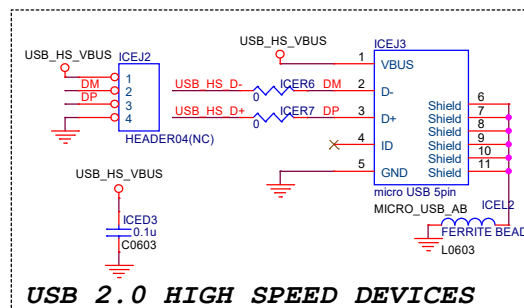 USB_HS_VBUS
ICEJ2
1
DM 2
DP 3
4
HEADER04(NC)
USB_HS_D- ICER6 DM
0
USB_HS_D+ ICER7 DP
0
USB_HS_VBUS
ICEJ3
1 VBUS
2 D-
3 D+
4 ID
5 GND
Shield 6
Shield 7
Shield 8
Shield 9
Shield 10
Shield 11
micro USB 5pin
MICRO_USB_AB
ICEL2
FERRITE BEAD
L0603
USB_HS_VBUS
ICED3
0.1u
C0603
USB 2.0 HIGH SPEED DEVICES